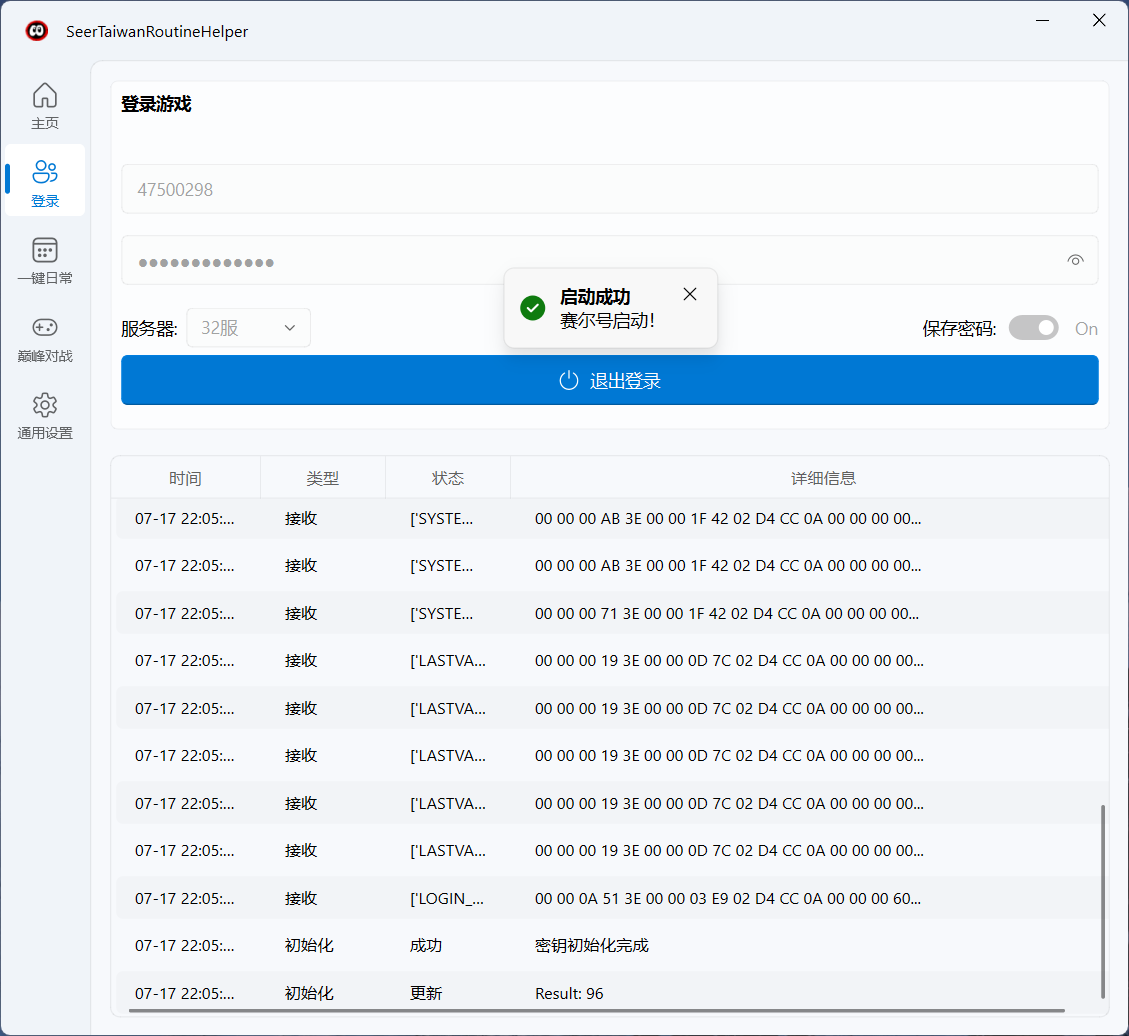 SeerTaiwanRoutineHelper
主页
登录
一键日常
巅峰对战
通用设置
登录游戏
47500298
●●●●●●●●●●●●●
启动成功
赛尔号启动!
服务器: 32服
保存密码: On
退出登录
时间 类型 状态 详细信息
07-17 22:05:... 接收 ['SYSTE... 00 00 00 AB 3E 00 00 1F 42 02 D4 CC 0A 00 00 00 00...
07-17 22:05:... 接收 ['SYSTE... 00 00 00 AB 3E 00 00 1F 42 02 D4 CC 0A 00 00 00 00...
07-17 22:05:... 接收 ['SYSTE... 00 00 00 71 3E 00 00 1F 42 02 D4 CC 0A 00 00 00 00...
07-17 22:05:... 接收 ['LASTVA... 00 00 00 19 3E 00 00 0D 7C 02 D4 CC 0A 00 00 00 00...
07-17 22:05:... 接收 ['LASTVA... 00 00 00 19 3E 00 00 0D 7C 02 D4 CC 0A 00 00 00 00...
07-17 22:05:... 接收 ['LASTVA... 00 00 00 19 3E 00 00 0D 7C 02 D4 CC 0A 00 00 00 00...
07-17 22:05:... 接收 ['LASTVA... 00 00 00 19 3E 00 00 0D 7C 02 D4 CC 0A 00 00 00 00...
07-17 22:05:... 接收 ['LASTVA... 00 00 00 19 3E 00 00 0D 7C 02 D4 CC 0A 00 00 00 00...
07-17 22:05:... 接收 ['LOGIN_... 00 00 0A 51 3E 00 00 03 E9 02 D4 CC 0A 00 00 00 60...
07-17 22:05:... 初始化 成功 密钥初始化完成
07-17 22:05:... 初始化 更新 Result: 96